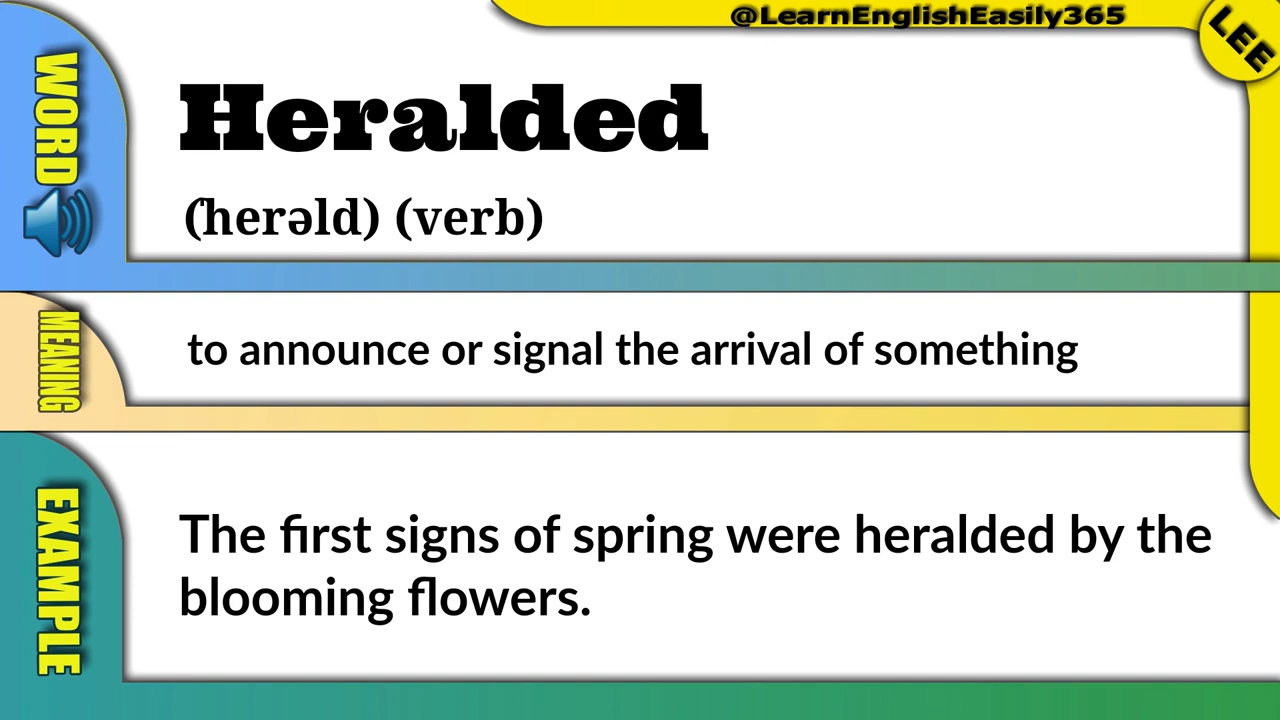 @LearnEnglishEasily365
LEE
WORD
Heralded
(ˈherəld) (verb)
MEANING
to announce or signal the arrival of something
EXAMPLE
The first signs of spring were heralded by the
blooming flowers.